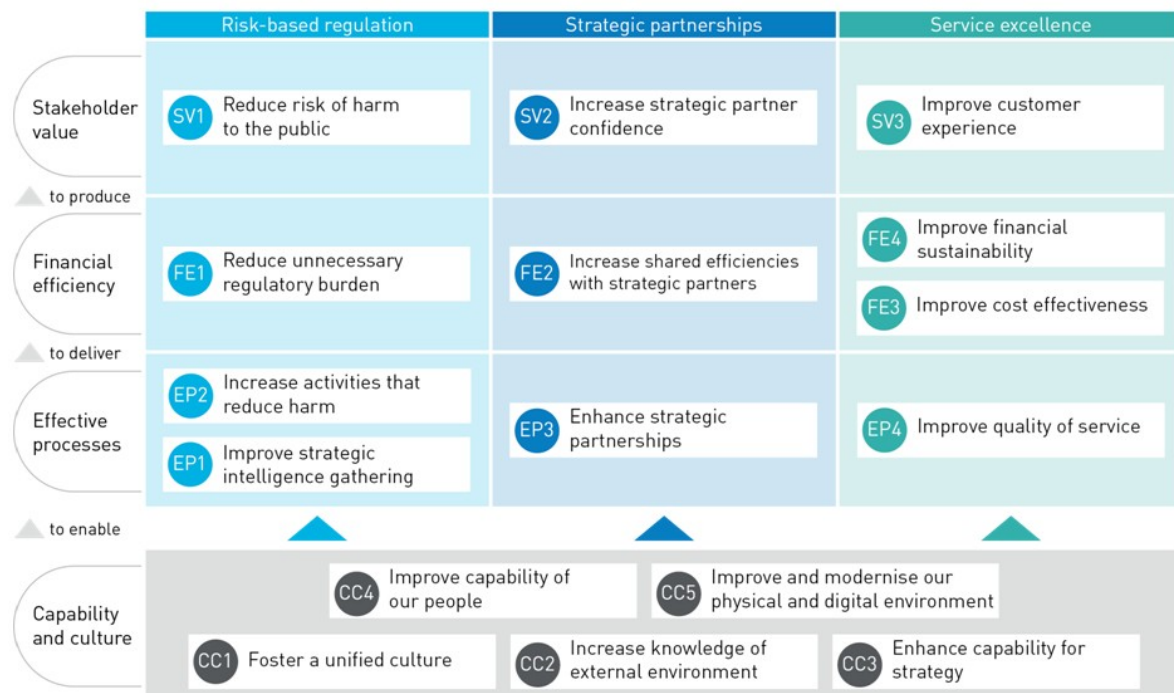 Risk-based regulation
Strategic partnerships
Service excellence
Stakeholder
value
SV1
Reduce risk of harm
to the public
SV2
Increase strategic partner
confidence
SV3
Improve customer
experience
to produce
Financial
efficiency
FE1
Reduce unnecessary
regulatory burden
FE2
Increase shared efficiencies
with strategic partners
FE4
Improve financial
sustainability
FE3
Improve cost effectiveness
to deliver
Effective
processes
EP2
Increase activities that
reduce harm
EP1
Improve strategic
intelligence gathering
EP3
Enhance strategic
partnerships
EP4
Improve quality of service
to enable
Capability
and culture
CC4
Improve capability of
our people
CC5
Improve and modernise our
physical and digital environment
CC1
Foster a unified culture
CC2
Increase knowledge of
external environment
CC3
Enhance capability for
strategy